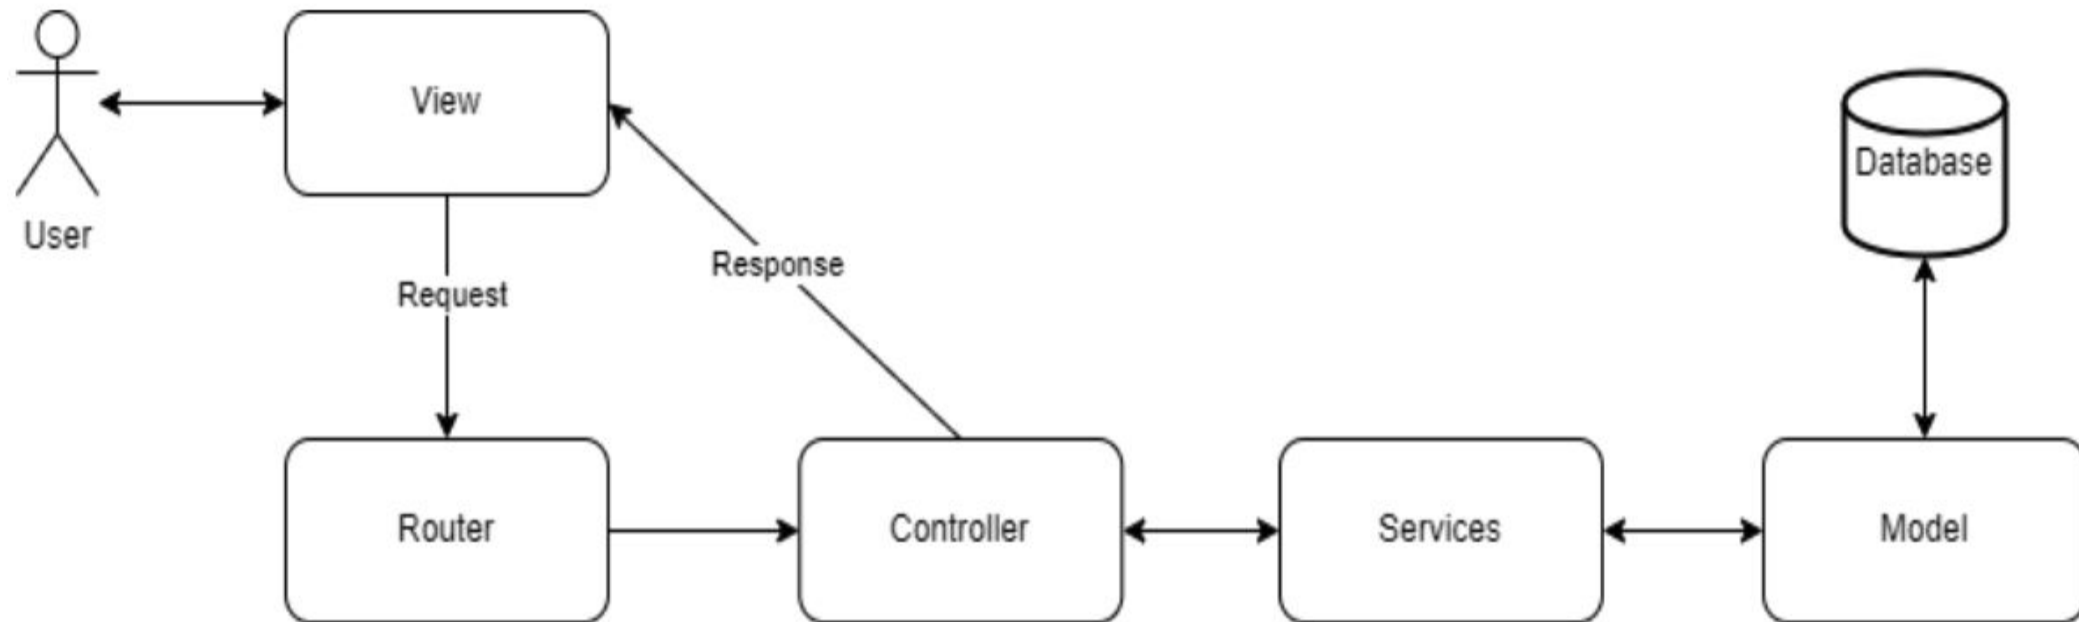 View
Database
User
Response
Request
Router
Controller
Services
Model